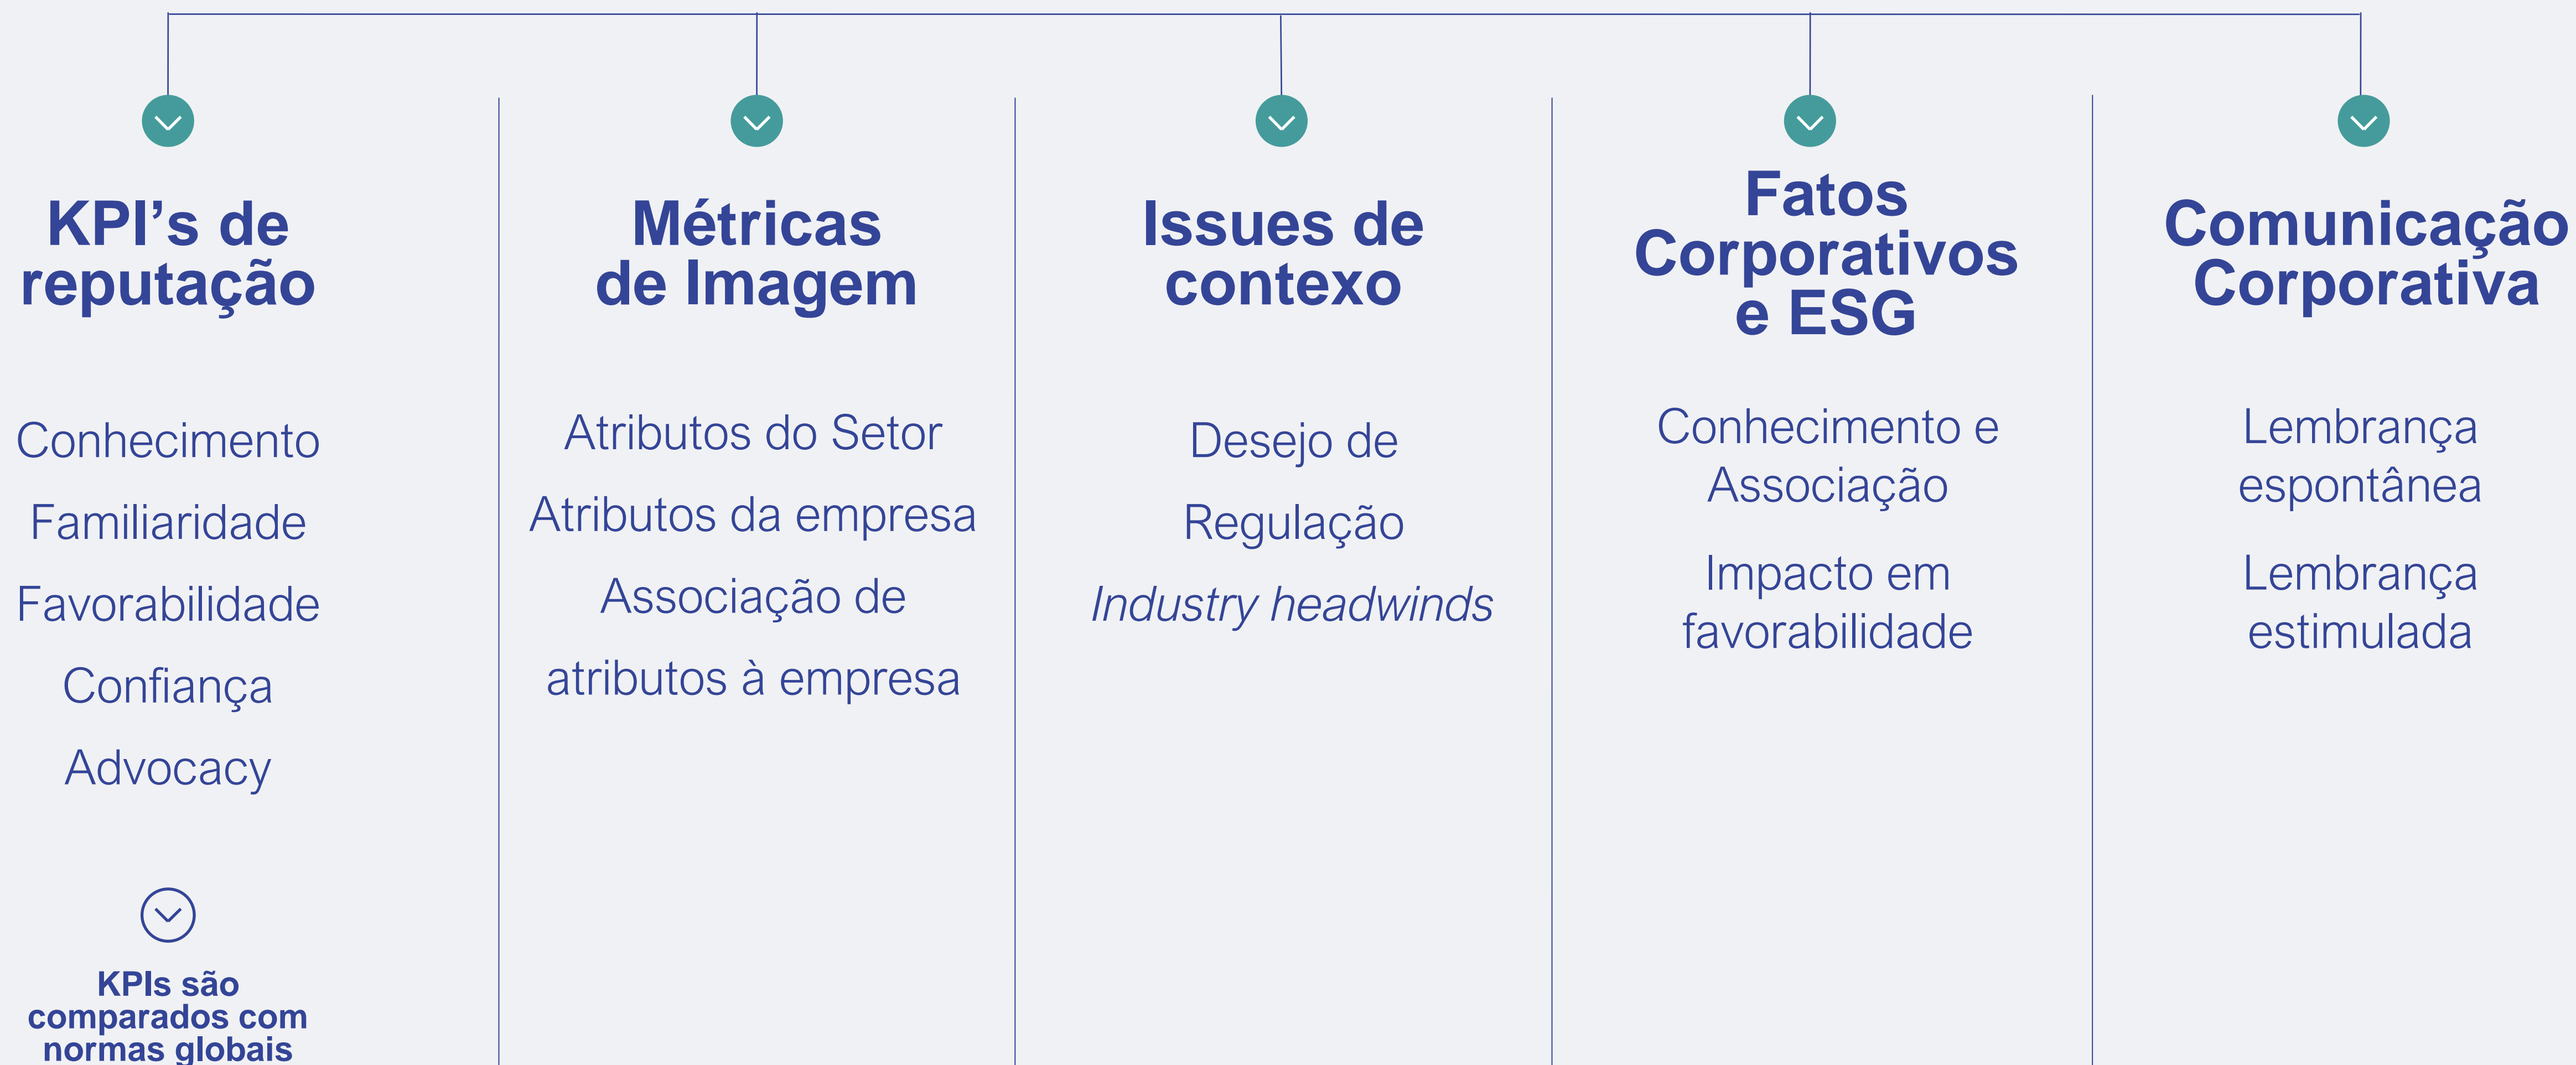 KPI’s de
reputação
Conhecimento
Familiaridade
Favorabilidade
Confiança
Advocacy
KPIs são
comparados com
normas globais
Métricas
de Imagem
Atributos do Setor
Atributos da empresa
Associação de
atributos à empresa
Issues de
contexo
Desejo de
Regulação
Industry headwinds
Fatos
Corporativos
e ESG
Conhecimento e
Associação
Impacto em
favorabilidade
Comunicação
Corporativa
Lembrança
espontânea
Lembrança
estimulada